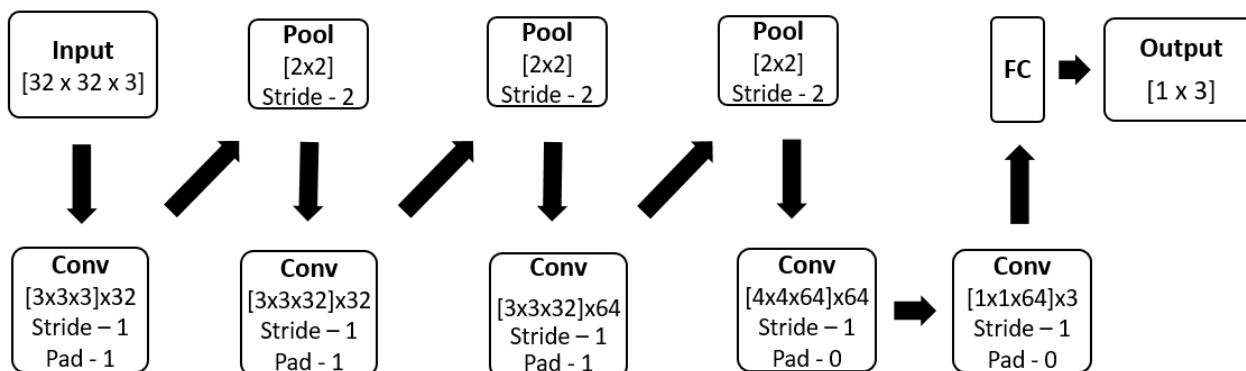 Input
[32 x 32 x 3]
Pool
[2x2]
Stride - 2
Pool
[2x2]
Stride - 2
Pool
[2x2]
Stride - 2
FC
Output
[1 x 3]
Conv
[3x3x3]x32
Stride – 1
Pad - 1
Conv
[3x3x32]x32
Stride – 1
Pad - 1
Conv
[3x3x32]x64
Stride – 1
Pad - 1
Conv
[4x4x64]x64
Stride – 1
Pad - 0
Conv
[1x1x64]x3
Stride – 1
Pad - 0